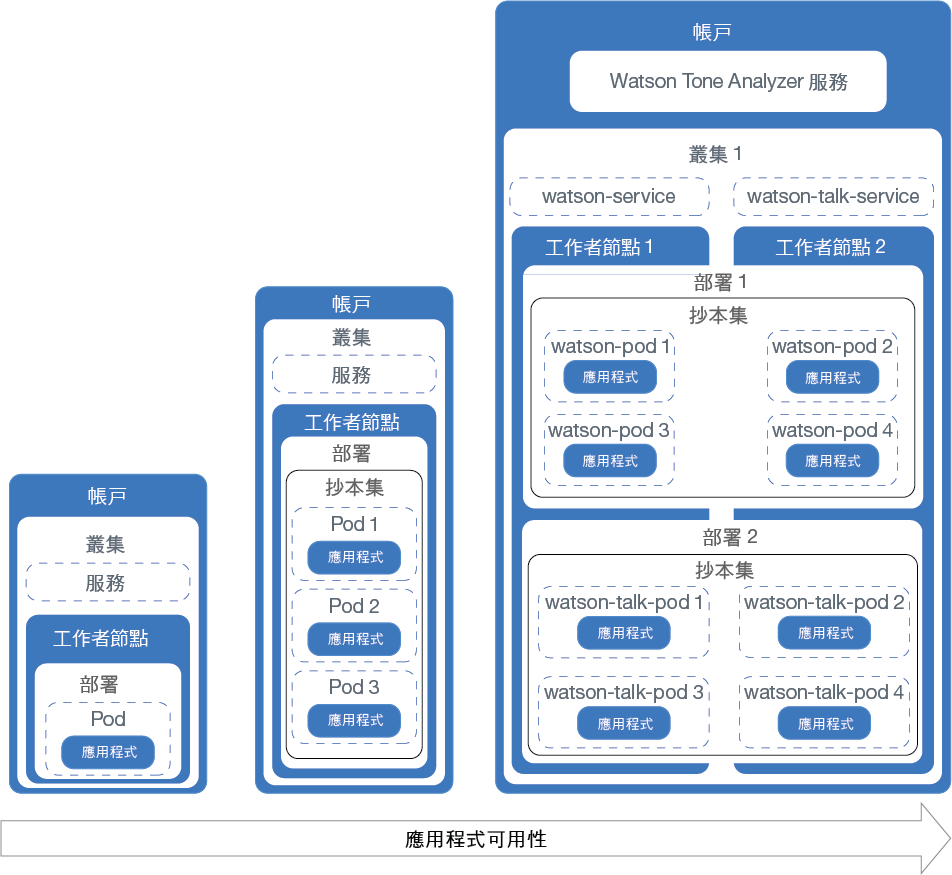 帳戶
叢集
服務
工作者節點
部署
Pod
應用程式
帳戶
叢集
服務
工作者節點
部署
抄本集
Pod 1
應用程式
Pod 2
應用程式
Pod 3
應用程式
帳戶
Watson Tone Analyzer 服務
叢集 1
watson-service
watson-talk-service
工作者節點 1
工作者節點 2
部署 1
抄本集
watson-pod 1
應用程式
watson-pod 2
應用程式
watson-pod 3
應用程式
watson-pod 4
應用程式
部署 2
抄本集
watson-talk-pod 1
應用程式
watson-talk-pod 2
應用程式
watson-talk-pod 3
應用程式
watson-talk-pod 4
應用程式
應用程式可用性